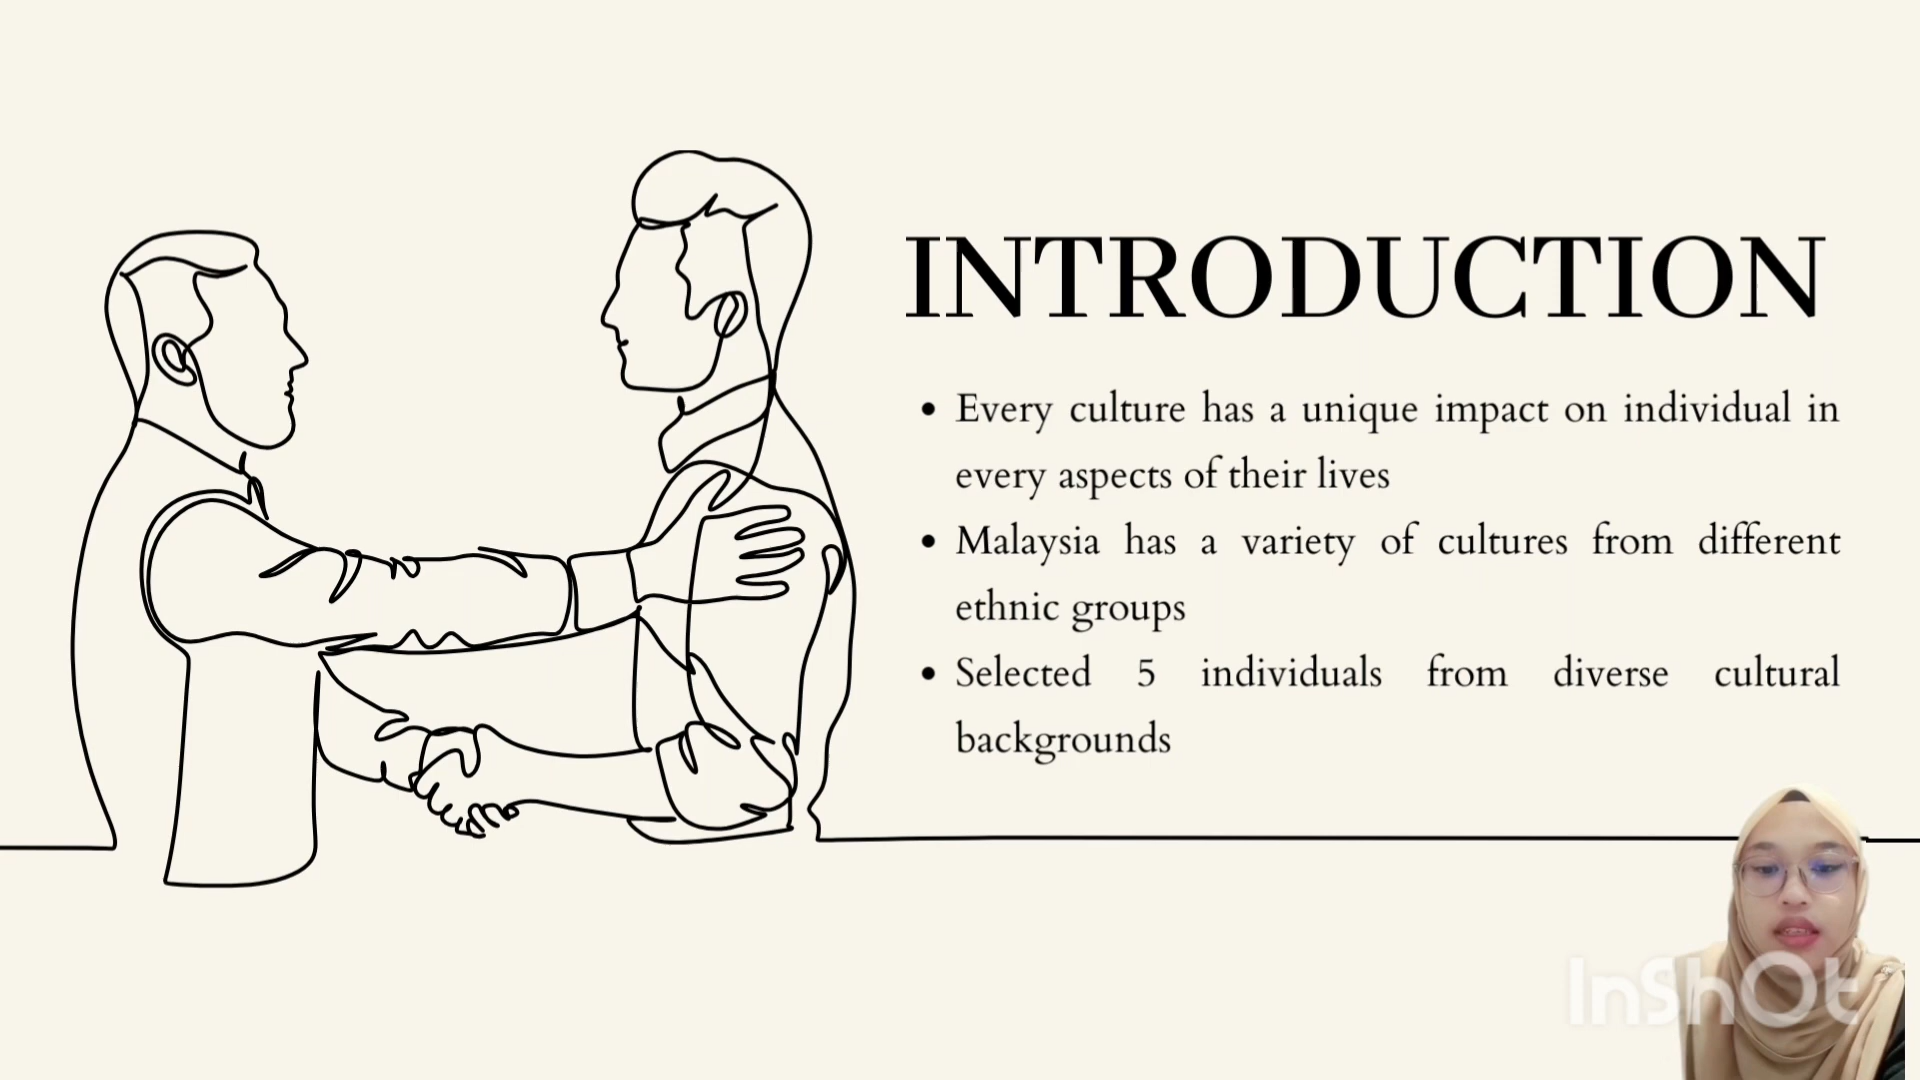 INTRODUCTION
• Every culture has a unique impact on individual in
every aspects of their lives
• Malaysia has a variety of cultures from different
ethnic groups
• Selected 5 individuals from diverse cultural
backgrounds
InShOt